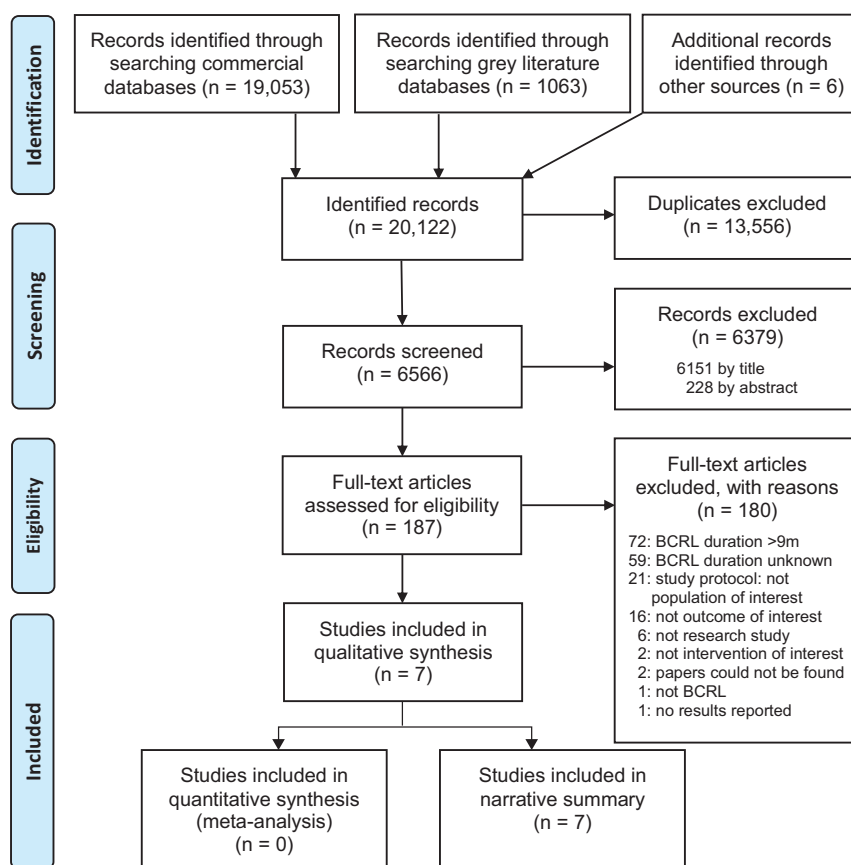 Identification
Records identified through
searching commercial
databases (n = 19,053)
Records identified through
searching grey literature
databases (n = 1063)
Additional records
identified through
other sources (n = 6)
Identified records
(n = 20,122)
Duplicates excluded
(n = 13,556)
Screening
Records screened
(n = 6566)
Records excluded
(n = 6379)
6151 by title
228 by abstract
Eligibility
Full-text articles
assessed for eligibility
(n = 187)
Full-text articles
excluded, with reasons
(n = 180)
72: BCRL duration >9m
59: BCRL duration unknown
21: study protocol: not
population of interest
16: not outcome of interest
6: not research study
2: not intervention of interest
2: papers could not be found
1: not BCRL
1: no results reported
Included
Studies included in
qualitative synthesis
(n = 7)
Studies included in
quantitative synthesis
(meta-analysis)
(n = 0)
Studies included in
narrative summary
(n = 7)